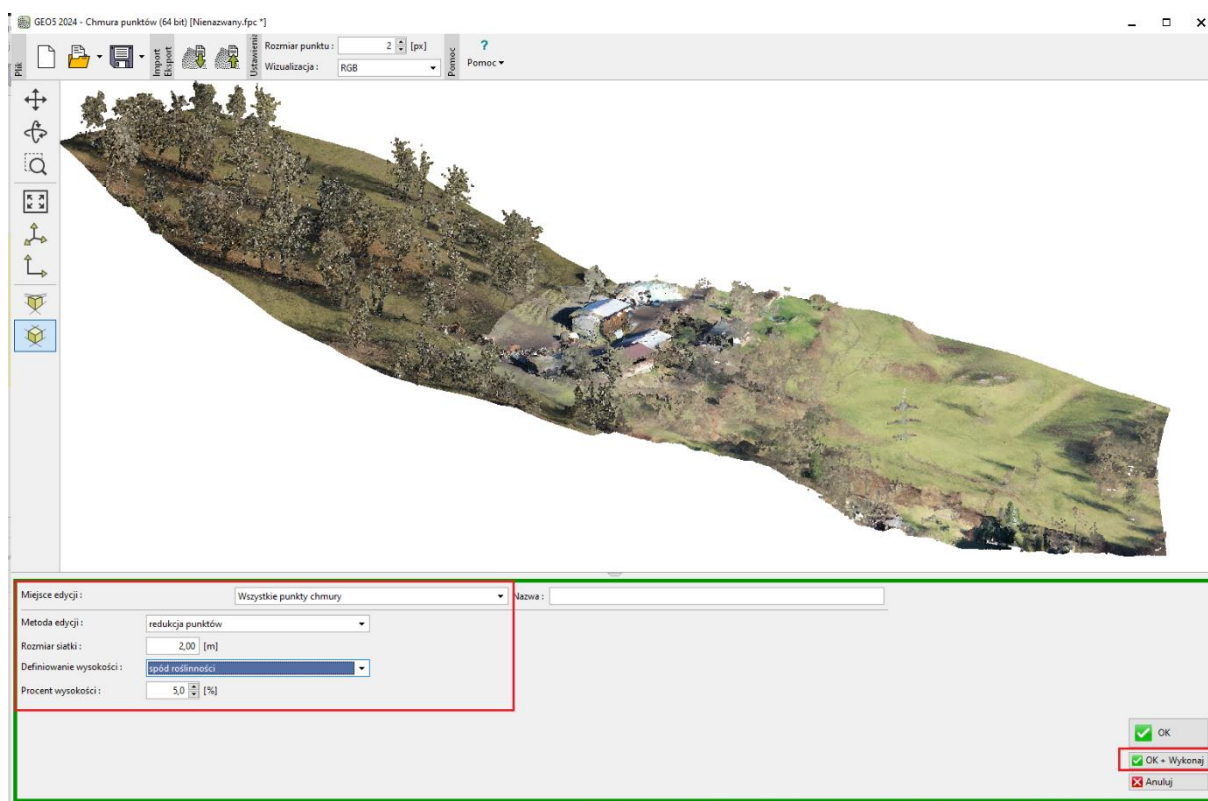 GEO5 2024 - Chmura punktów (64 bit) [Nienazwany.fpc *]
Plik
Import
Eksport
Ustawienia
Rozmiar punktu : 2 [px]
Wizualizacja : RGB
Pomoc
?
Pomoc
Miejsce edycji : Wszystkie punkty chmury Nazwa :
Metoda edycji : redukcja punktów
Rozmiar siatki : 2,00 [m]
Definiowanie wysokości : spód roślinności
Procent wysokości : 5,0 [%]
OK
OK + Wykonaj
Anuluj